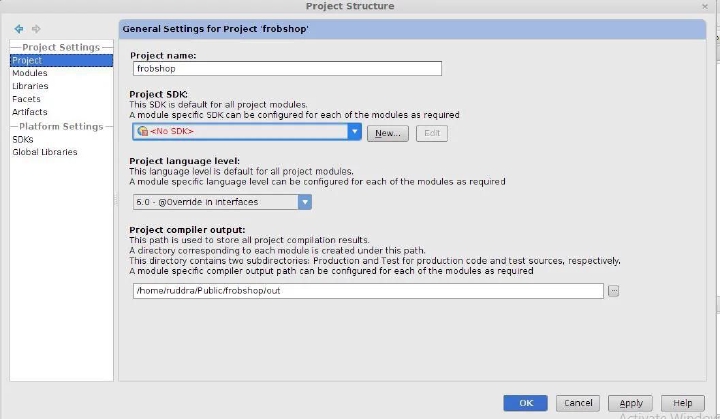 Project Structure
General Settings for Project 'frobshop'
Project Settings
Project
Modules
Libraries
Facets
Artifacts
Platform Settings
SDKs
Global Libraries
Project name:
frobshop
Project SDK:
This SDK is default for all project modules.
A module specific SDK can be configured for each of the modules as required
<No SDK>
New...
Edit
Project language level:
This language level is default for all project modules.
A module specific language level can be configured for each of the modules as required
6.0 - @Override in interfaces
Project compiler output:
This path is used to store all project compilation results.
A directory corresponding to each module is created under this path.
This directory contains two subdirectories: Production and Test for production code and test sources, respectively.
A module specific compiler output path can be configured for each of the modules as required
/home/ruddra/Public/frobshop/out
...
OK
Cancel
Apply
Help